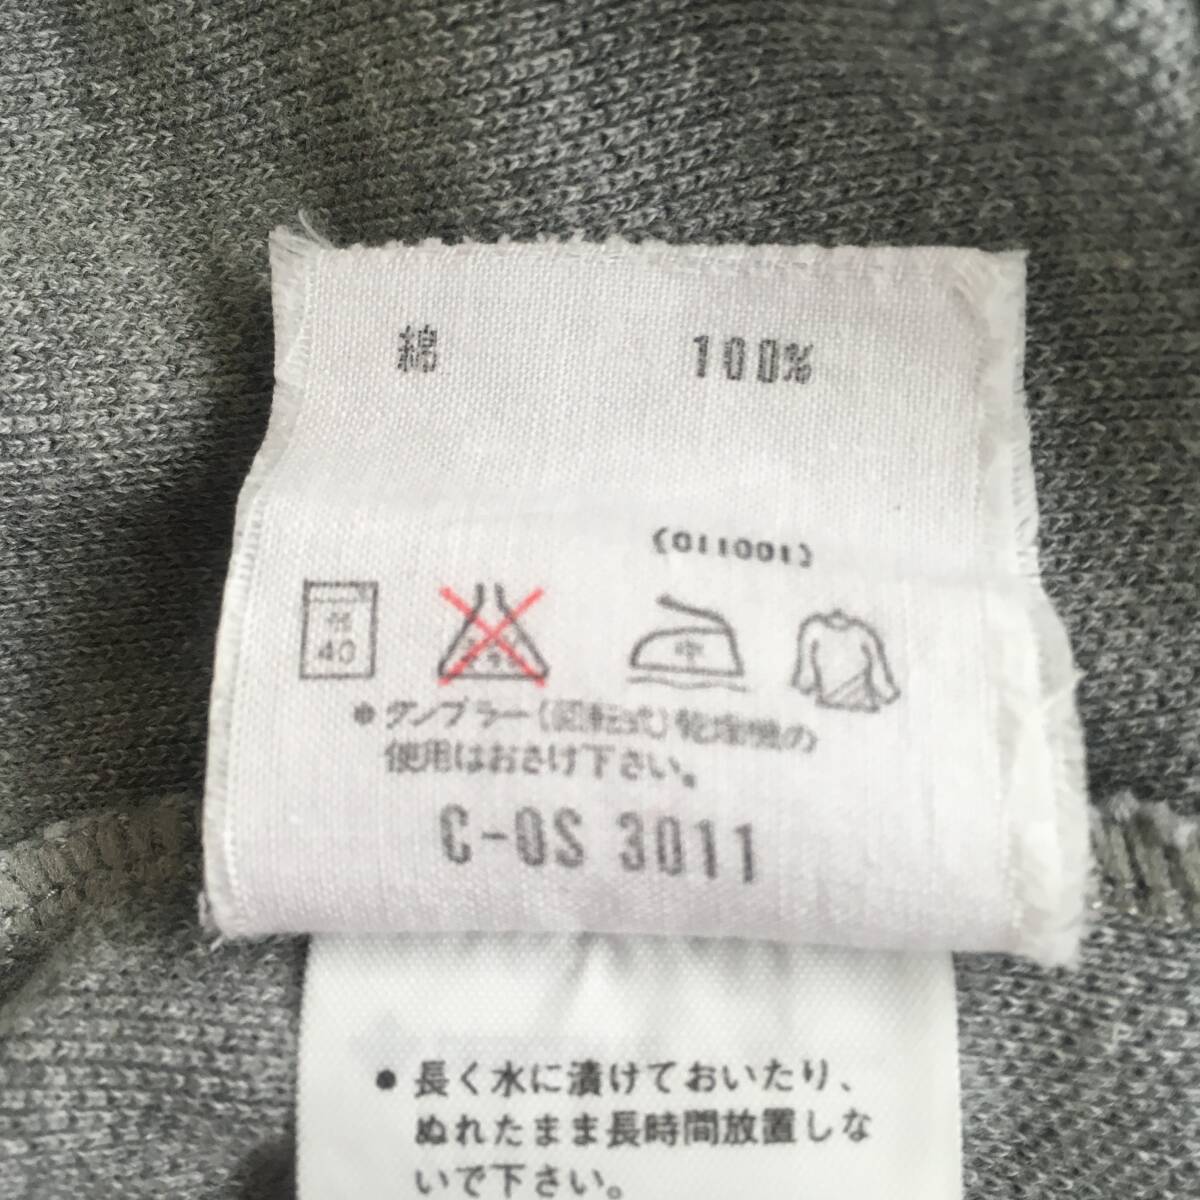 綿 100%
(011001)
40
中
●タンブラー(回転式)乾燥機の
使用はおさけ下さい。
C-OS 3011
● 長く水に漬けておいたり、
ぬれたまま長時間放置しな
いで下さい。